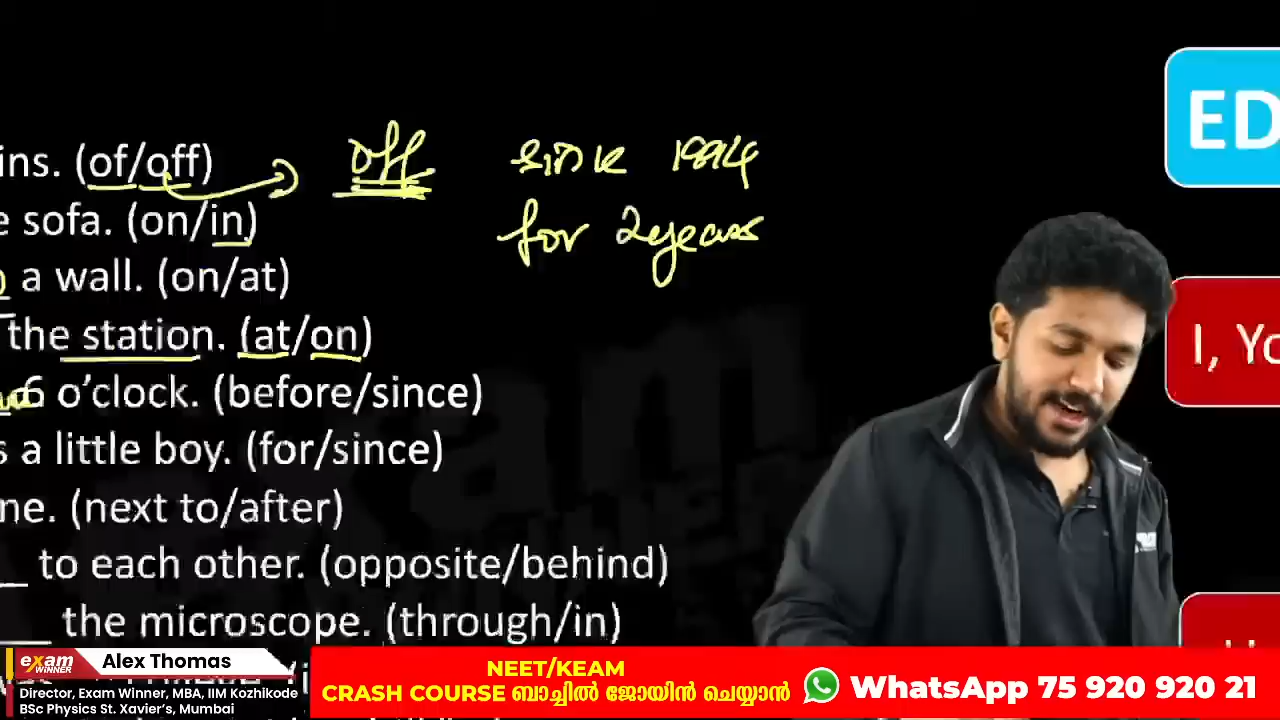 ED
ins. (of/off) off since 1994
e sofa. (on/in) for 2 years
a wall. (on/at)
the station. (at/on)
I, Yo
6 o’clock. (before/since)
s a little boy. (for/since)
ne. (next to/after)
__ to each other. (opposite/behind)
___ the microscope. (through/in)
exam WINNER Alex Thomas
Director, Exam Winner, MBA, IIM Kozhikode
BSc Physics St. Xavier’s, Mumbai
NEET/KEAM
CRASH COURSE ബാച്ചിൽ ജോയിൻ ചെയ്യാൻ
WhatsApp 75 920 920 21